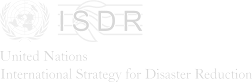 ISDR
United Nations
International Strategy for Disaster Reduction